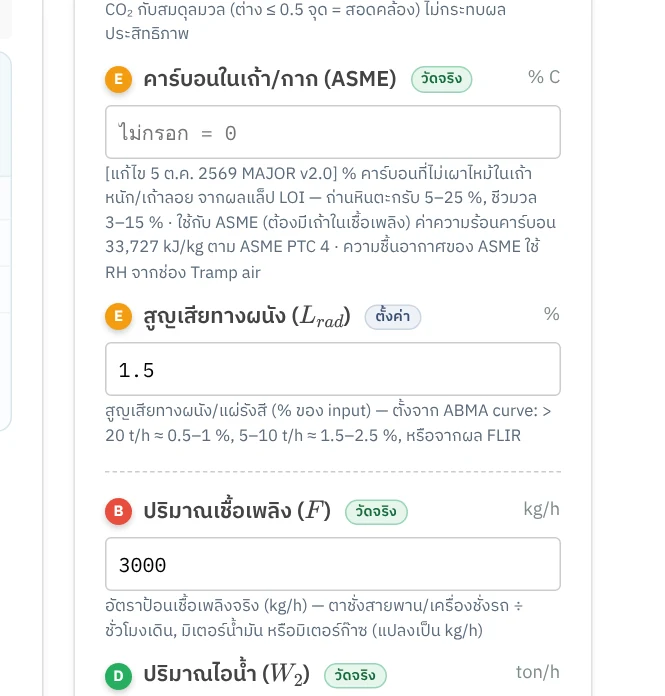 CO₂ กับสมดุลมวล (ต่าง ≤ 0.5 จุด = สอดคล้อง) ไม่กระทบผล
ประสิทธิภาพ
E คาร์บอนในเถ้า/กาก (ASME) วัดจริง % C
ไม่กรอก = 0
[แก้ไข 5 ต.ค. 2569 MAJOR v2.0] % คาร์บอนที่ไม่เผาไหม้ในเถ้า
หนัก/เถ้าลอย จากผลแล็ป LOI — ถ่านหินตะกรับ 5–25 %, ชีวมวล
3–15 % · ใช้กับ ASME (ต้องมีเถ้าในเชื้อเพลิง) ค่าความร้อนคาร์บอน
33,727 kJ/kg ตาม ASME PTC 4 · ความชื้นอากาศของ ASME ใช้
RH จากช่อง Tramp air
E สูญเสียทางผนัง (L_rad) ตั้งค่า %
1.5
สูญเสียทางผนัง/แผ่รังสี (% ของ input) — ตั้งจาก ABMA curve: >
20 t/h ≈ 0.5–1 %, 5–10 t/h ≈ 1.5–2.5 %, หรือจากผล FLIR
B ปริมาณเชื้อเพลิง (F) วัดจริง kg/h
3000
อัตราป้อนเชื้อเพลิงจริง (kg/h) — ตาชั่งสายพาน/เครื่องชั่งรถ ÷
ชั่วโมงเดิน, มิเตอร์น้ำมัน หรือมิเตอร์ก๊าซ (แปลงเป็น kg/h)
D ปริมาณไอน้ำ (W₂) วัดจริง ton/h